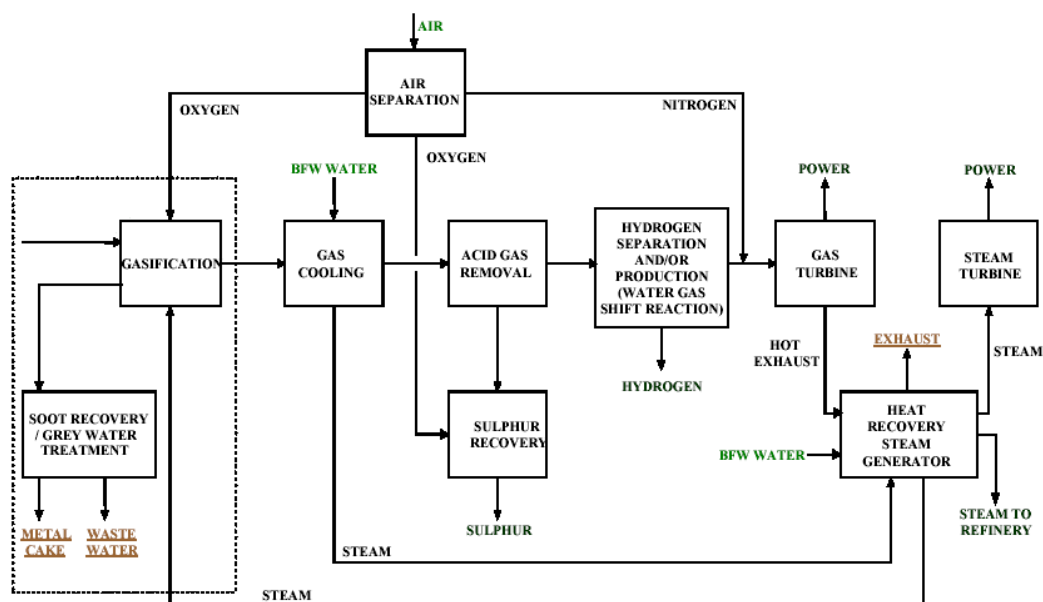 AIR
AIR
SEPARATION
OXYGEN
NITROGEN
OXYGEN
BFW WATER
POWER
POWER
GASIFICATION
GAS
COOLING
ACID GAS
REMOVAL
HYDROGEN
SEPARATION
AND/OR
PRODUCTION
(WATER GAS
SHIFT REACTION)
GAS
TURBINE
STEAM
TURBINE
HOT
EXHAUST
EXHAUST
STEAM
HYDROGEN
SOOT RECOVERY
/ GREY WATER
TREATMENT
SULPHUR
RECOVERY
HEAT
RECOVERY
STEAM
GENERATOR
BFW WATER
METAL
CAKE
WASTE
WATER
SULPHUR
STEAM TO
REFINERY
STEAM
STEAM